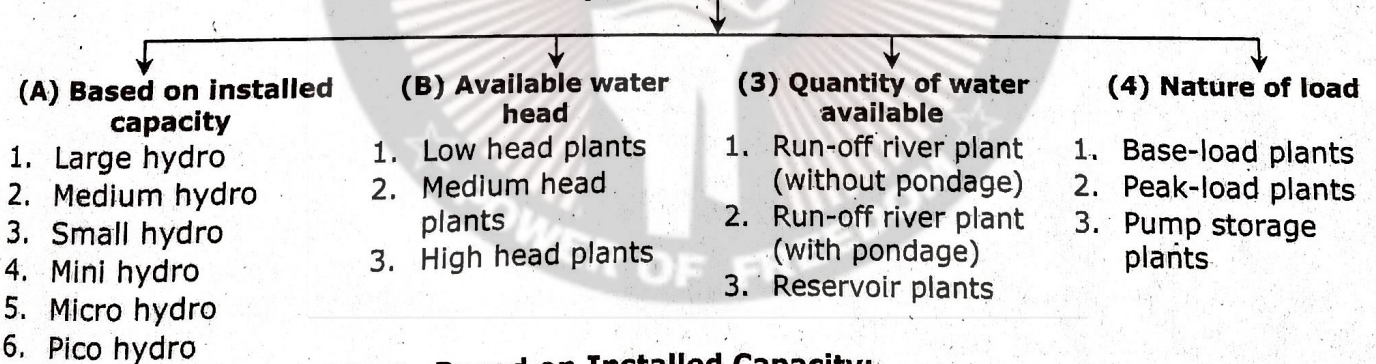 (A) Based on installed
capacity
1. Large hydro
2. Medium hydro
3. Small hydro
4. Mini hydro
5. Micro hydro
6. Pico hydro
(B) Available water
head
1. Low head plants
2. Medium head
plants
3. High head plants
(3) Quantity of water
available
1. Run-off river plant
(without pondage)
2. Run-off river plant
(with pondage)
3. Reservoir plants
(4) Nature of load
1. Base-load plants
2. Peak-load plants
3. Pump storage
plants
Based on Installed Capacity: